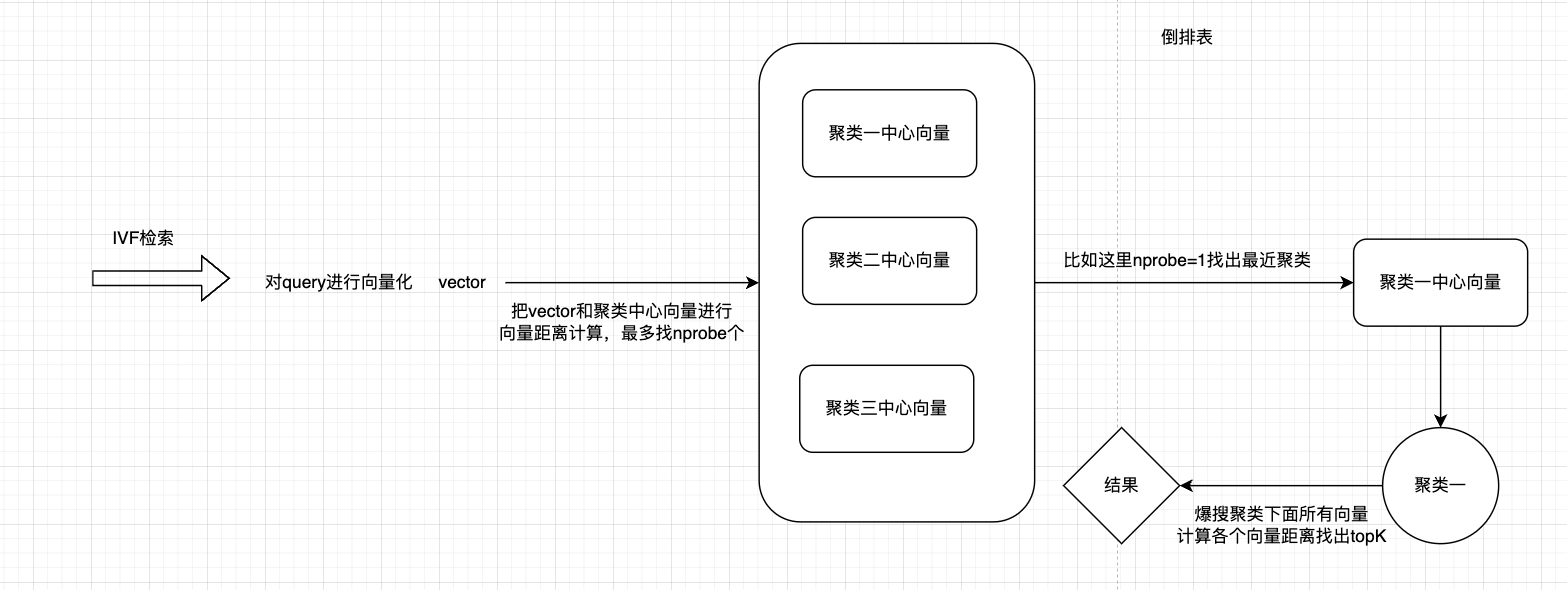 倒排表
聚类一中心向量
聚类二中心向量
聚类三中心向量
IVF检索
对query进行向量化 vector
把vector和聚类中心向量进行
向量距离计算，最多找nprobe个
比如这里nprobe=1找出最近聚类
聚类一中心向量
聚类一
爆搜聚类下面所有向量
计算各个向量距离找出topK
结果